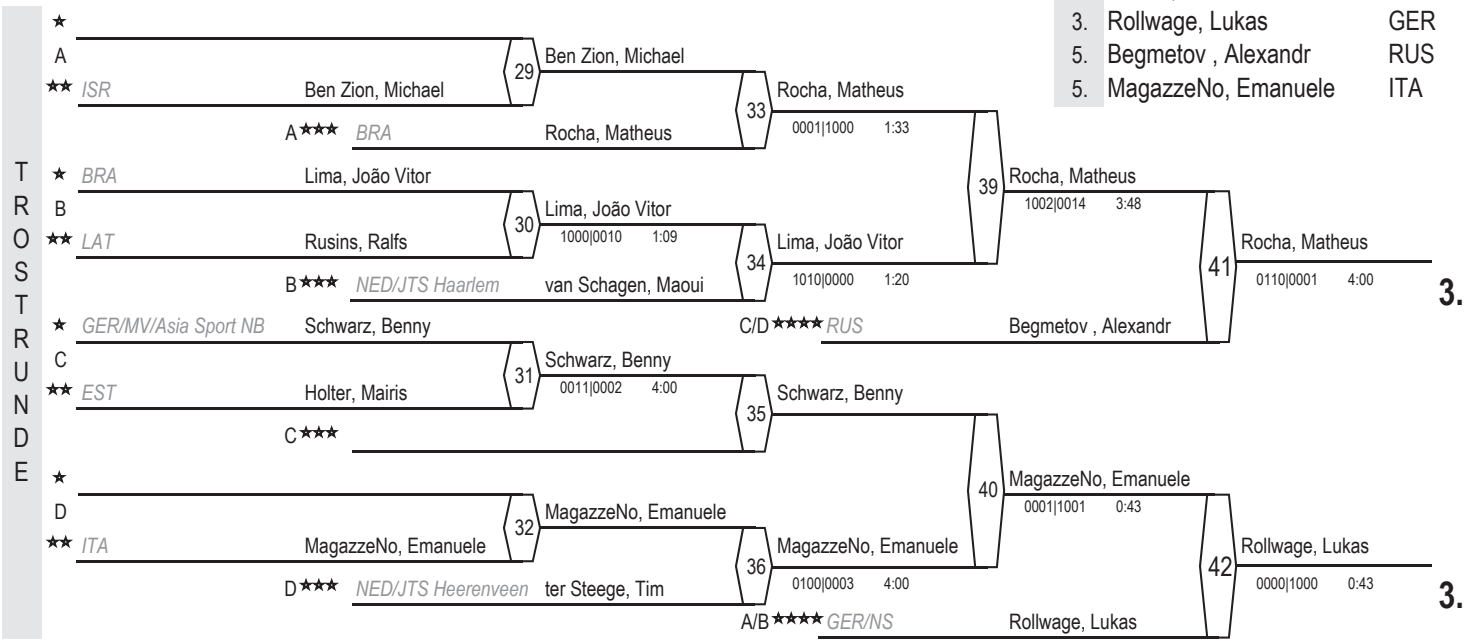 3. Rollwage, Lukas GER
5. Begmetov , Alexandr RUS
5. MagazzeNo, Emanuele ITA
TROSTRUNDE
★
A
★★ ISR Ben Zion, Michael
29 Ben Zion, Michael
A★★★ BRA Rocha, Matheus
33 Rocha, Matheus
0001|1000 1:33
★ BRA Lima, João Vitor
B
★★ LAT Rusins, Ralfs
30 Lima, João Vitor
1000|0010 1:09
B★★★ NED/JTS Haarlem van Schagen, Maoui
34 Lima, João Vitor
1010|0000 1:20
39 Rocha, Matheus
1002|0014 3:48
C/D★★★★ RUS Begmetov , Alexandr
41 Rocha, Matheus
0110|0001 4:00
3.
★ GER/MV/Asia Sport NB Schwarz, Benny
C
★★ EST Holter, Mairis
31 Schwarz, Benny
0011|0002 4:00
C★★★
35 Schwarz, Benny
★
D
★★ ITA MagazzeNo, Emanuele
32 MagazzeNo, Emanuele
D★★★ NED/JTS Heerenveen ter Steege, Tim
36 MagazzeNo, Emanuele
0100|0003 4:00
40 MagazzeNo, Emanuele
0001|1001 0:43
A/B★★★★ GER/NS Rollwage, Lukas
42 Rollwage, Lukas
0000|1000 0:43
3.